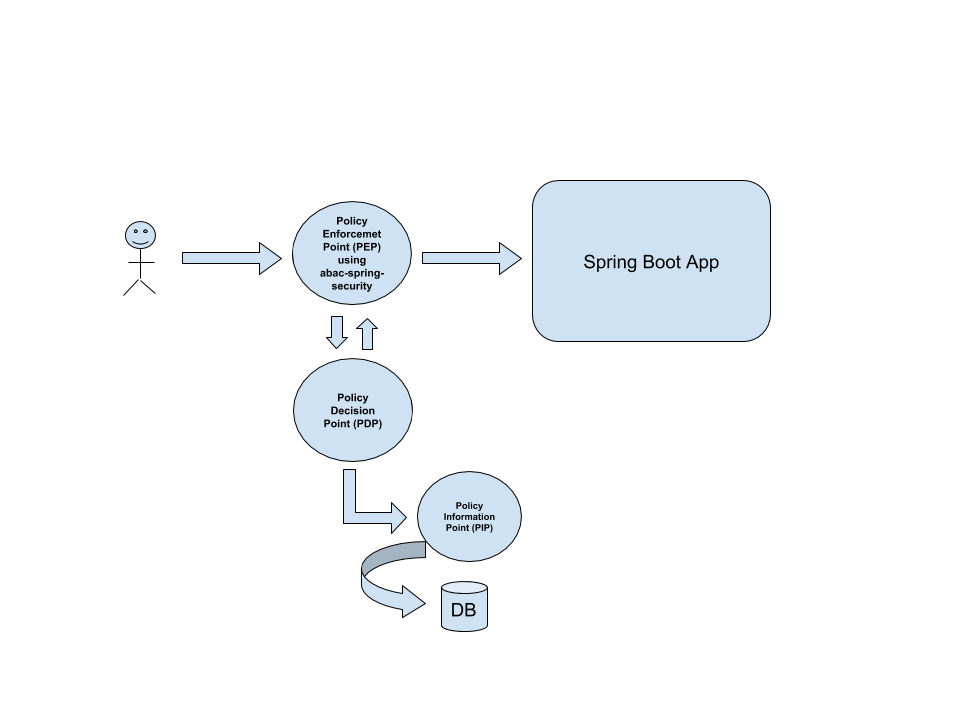 Policy
Enforcemet
Point (PEP)
using
abac-spring-
security
Spring Boot App
Policy
Decision
Point (PDP)
Policy
Information
Point (PIP)
DB